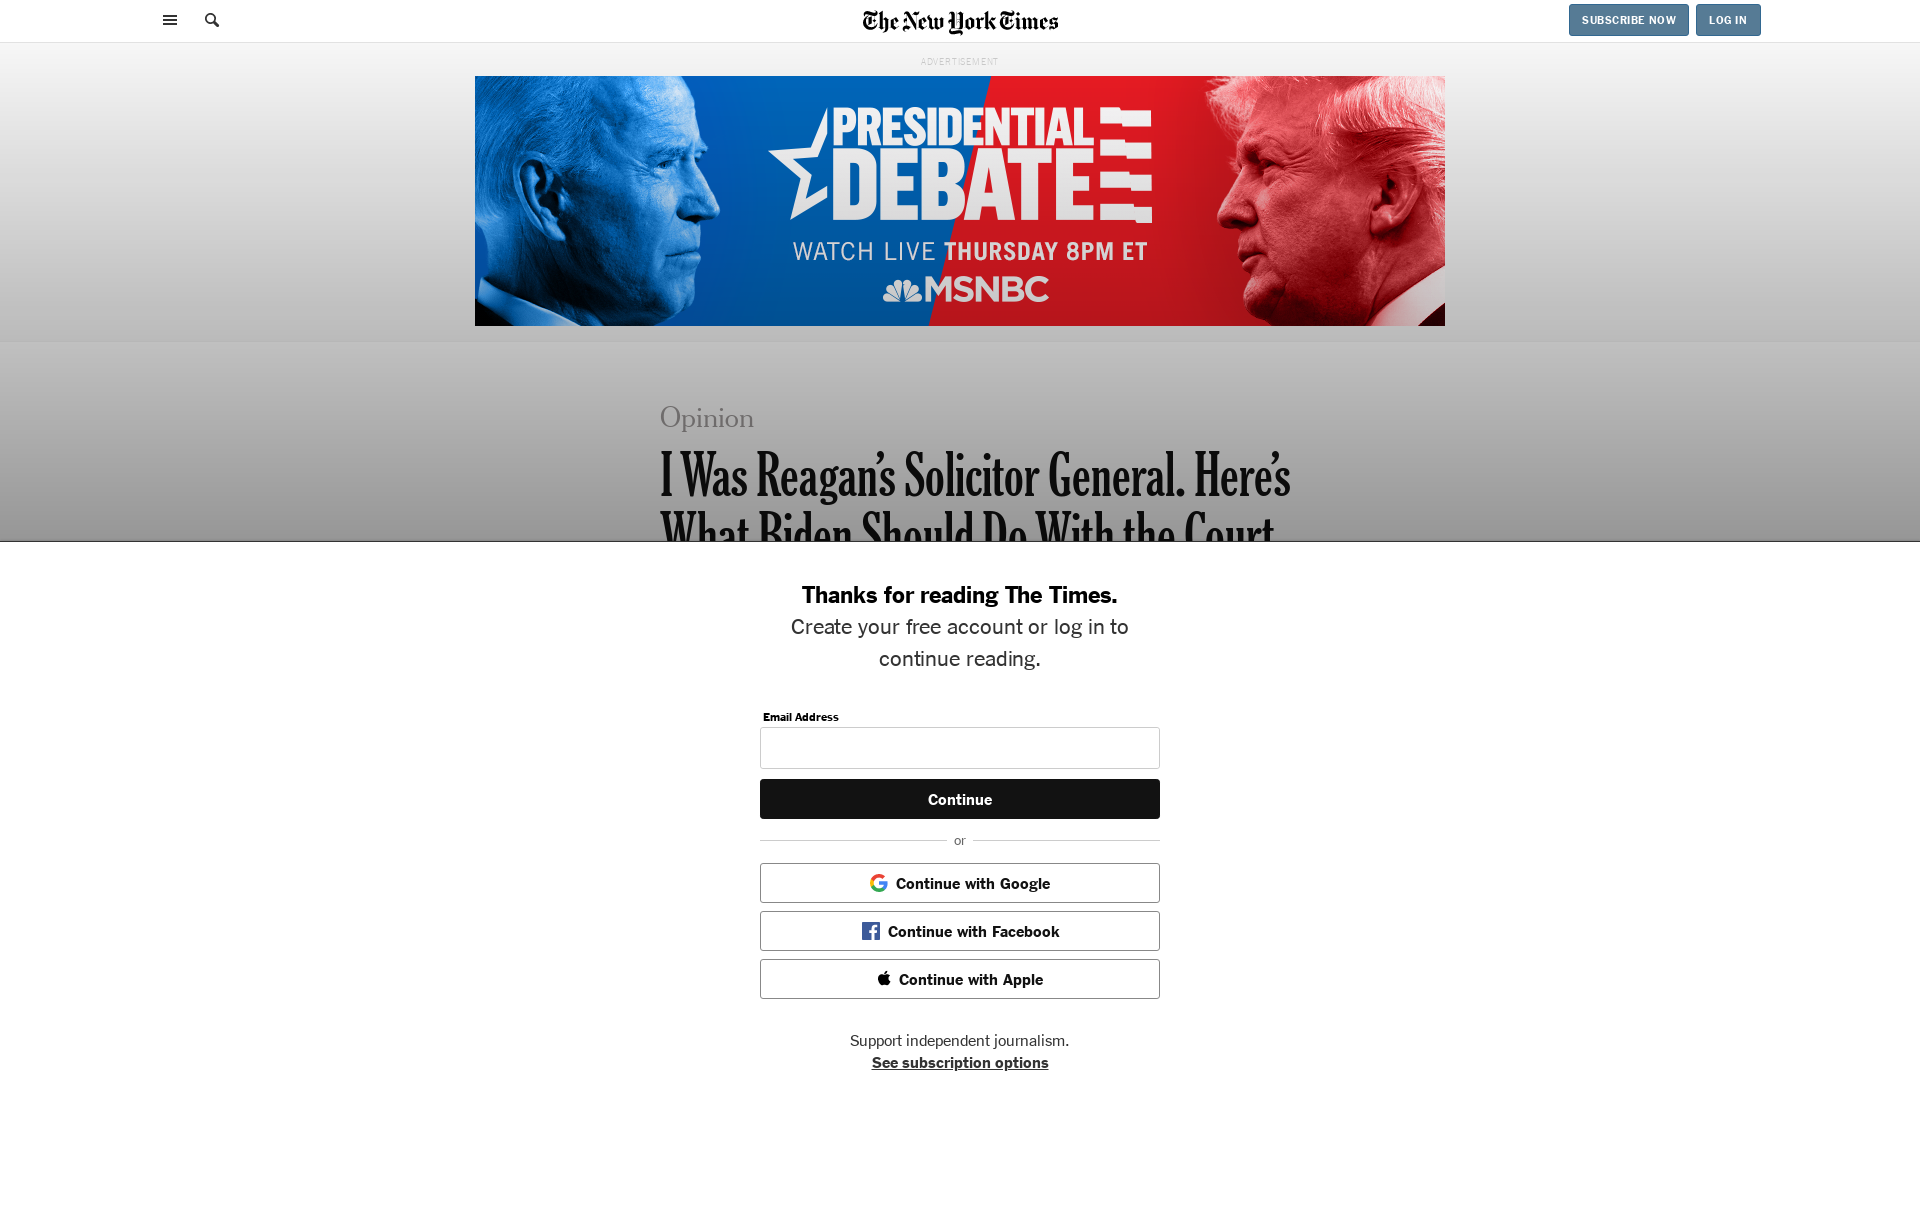 The New York Times
SUBSCRIBE NOW
LOG IN
ADVERTISEMENT
PRESIDENTIAL
DEBATE
WATCH LIVE THURSDAY 8PM ET
MSNBC
Opinion
I Was Reagan’s Solicitor General. Here’s
What Biden Should Do With the Court
Thanks for reading The Times.
Create your free account or log in to
continue reading.
Email Address
Continue
or
Continue with Google
Continue with Facebook
Continue with Apple
Support independent journalism.
See subscription options